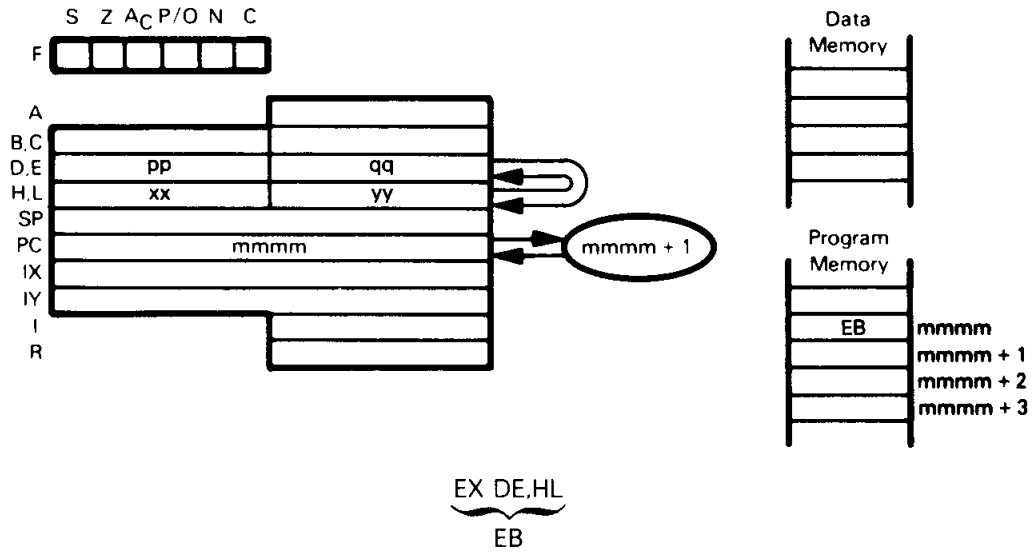 S Z AC P/O N C
F
A
B,C
D,E pp qq
H,L xx yy
SP
PC mmmm mmmm + 1
IX
IY
I
R
Data
Memory
Program
Memory
EB mmmm
mmmm + 1
mmmm + 2
mmmm + 3
EX DE,HL
EB